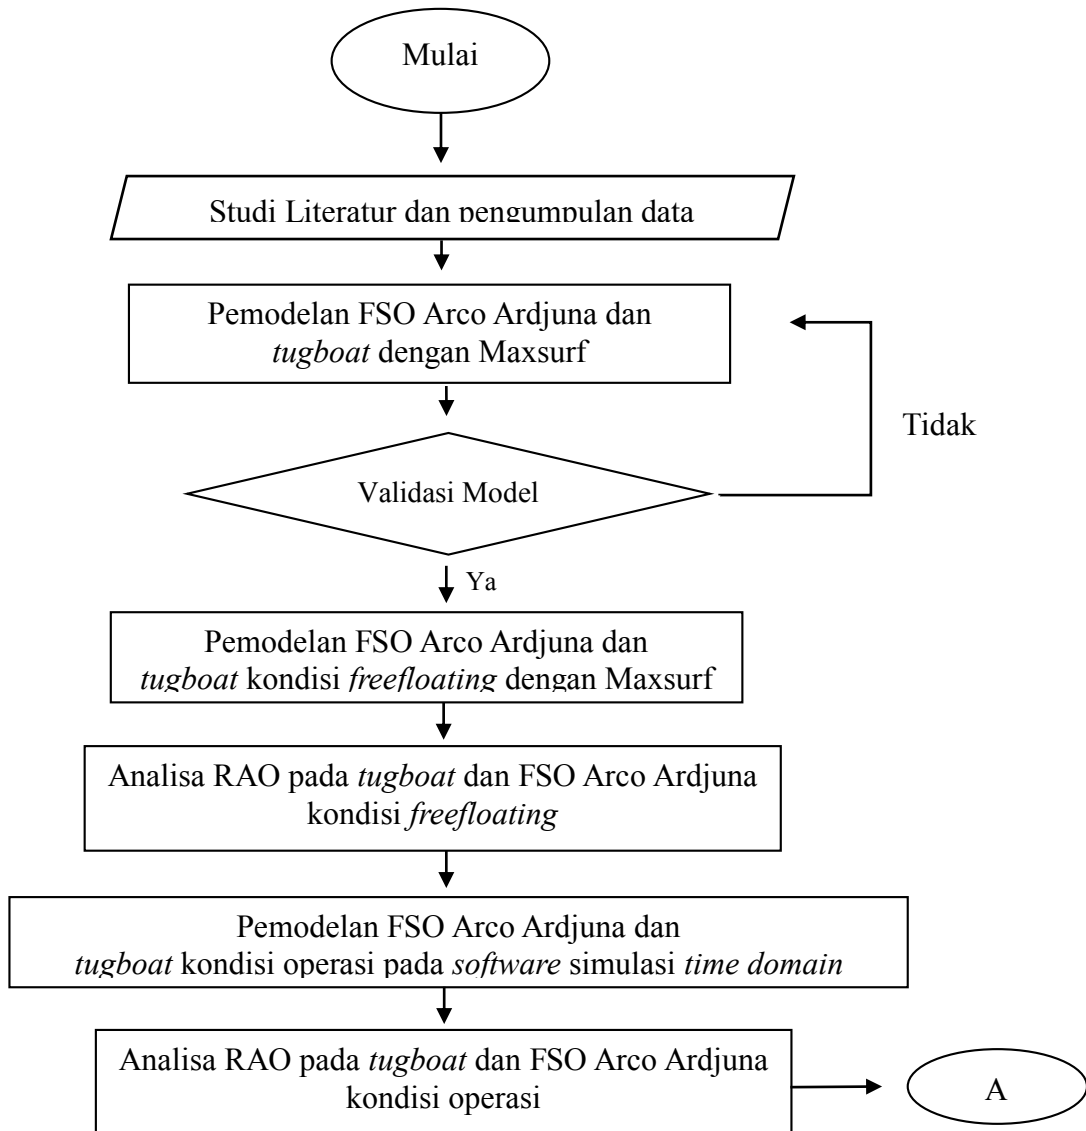 Mulai
Studi Literatur dan pengumpulan data
Pemodelan FSO Arco Ardjuna dan
tugboat dengan Maxsurf
Tidak
Validasi Model
Ya
Pemodelan FSO Arco Ardjuna dan
tugboat kondisi freefloating dengan Maxsurf
Analisa RAO pada tugboat dan FSO Arco Ardjuna
kondisi freefloating
Pemodelan FSO Arco Ardjuna dan
tugboat kondisi operasi pada software simulasi time domain
Analisa RAO pada tugboat dan FSO Arco Ardjuna
kondisi operasi
A